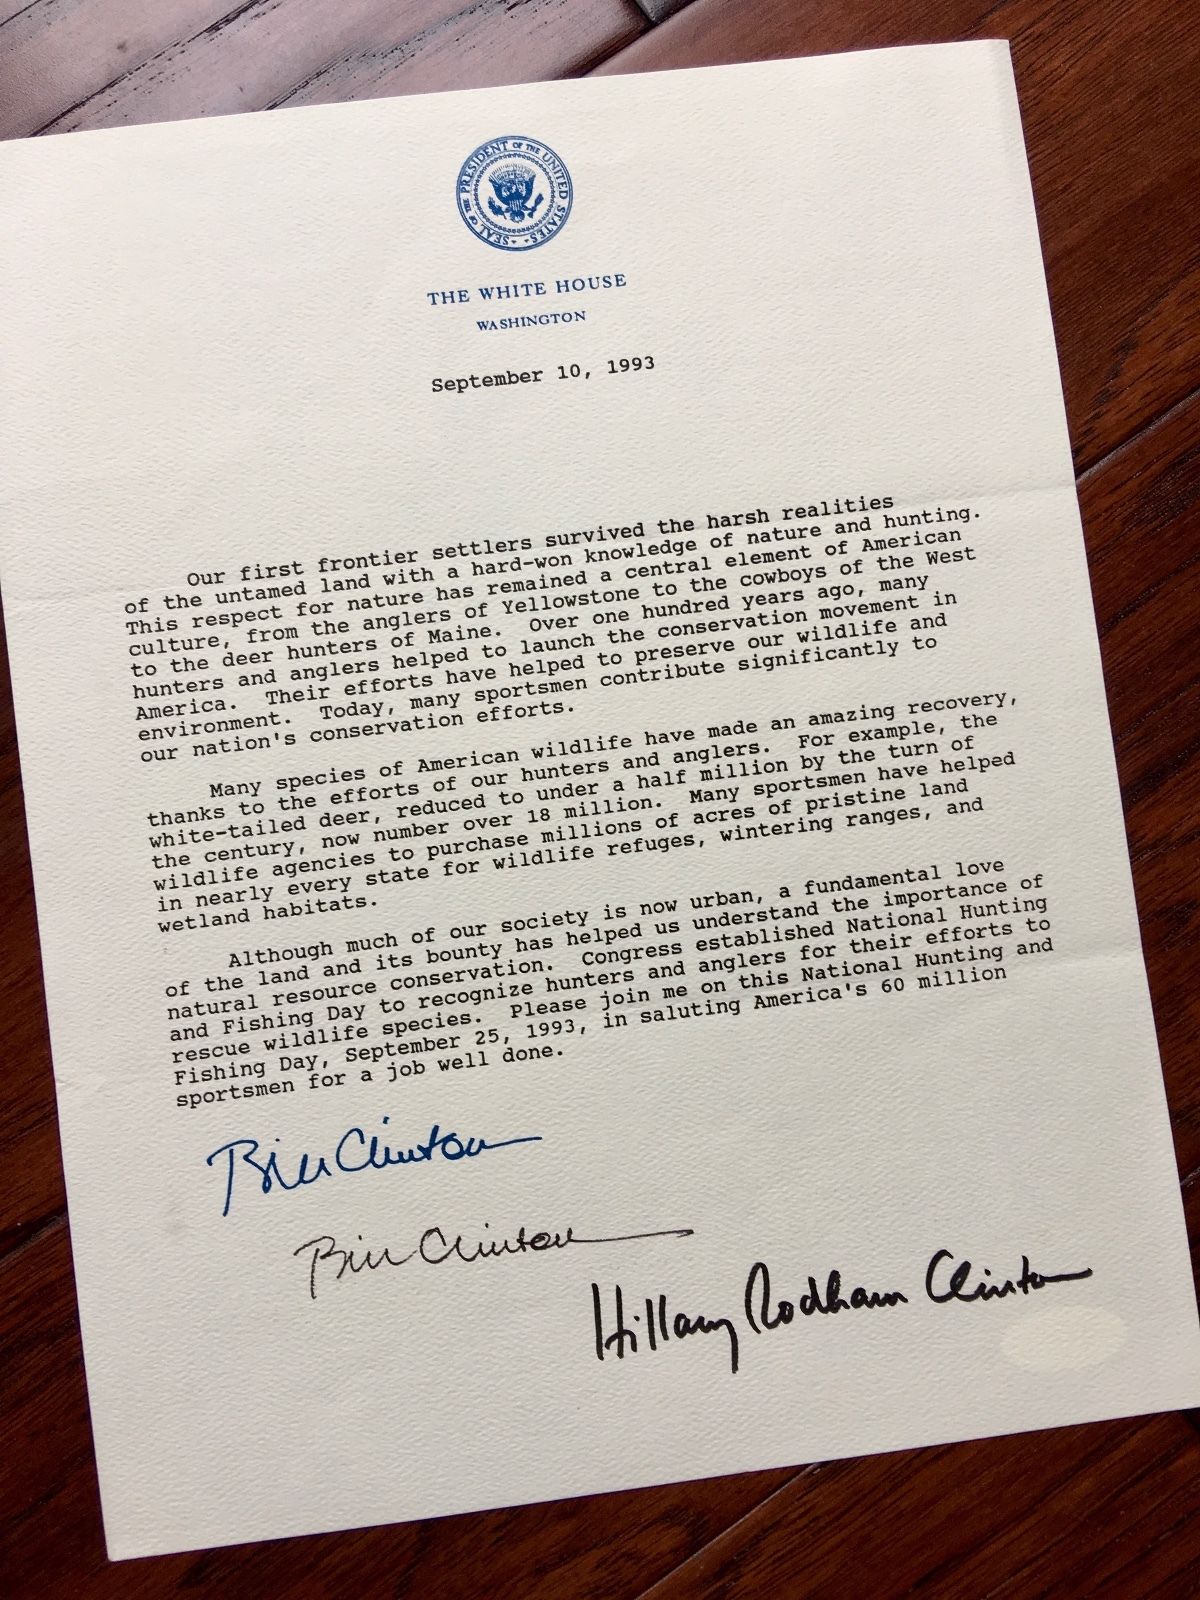 SEAL OF THE PRESIDENT OF THE UNITED STATES
THE WHITE HOUSE
WASHINGTON
September 10, 1993
Our first frontier settlers survived the harsh realities
of the untamed land with a hard-won knowledge of nature and hunting.
This respect for nature has remained a central element of American
culture, from the anglers of Yellowstone to the cowboys of the West
to the deer hunters of Maine. Over one hundred years ago, many
hunters and anglers helped to launch the conservation movement in
America. Their efforts have helped to preserve our wildlife and
environment. Today, many sportsmen contribute significantly to
our nation's conservation efforts.
Many species of American wildlife have made an amazing recovery,
thanks to the efforts of our hunters and anglers. For example, the
white-tailed deer, reduced to under a half million by the turn of
the century, now number over 18 million. Many sportsmen have helped
wildlife agencies to purchase millions of acres of pristine land
in nearly every state for wildlife refuges, wintering ranges, and
wetland habitats.
Although much of our society is now urban, a fundamental love
of the land and its bounty has helped us understand the importance of
natural resource conservation. Congress established National Hunting
and Fishing Day to recognize hunters and anglers for their efforts to
rescue wildlife species. Please join me on this National Hunting and
Fishing Day, September 25, 1993, in saluting America's 60 million
sportsmen for a job well done.
Bill Clinton
Bill Clinton
Hillary Rodham Clinton